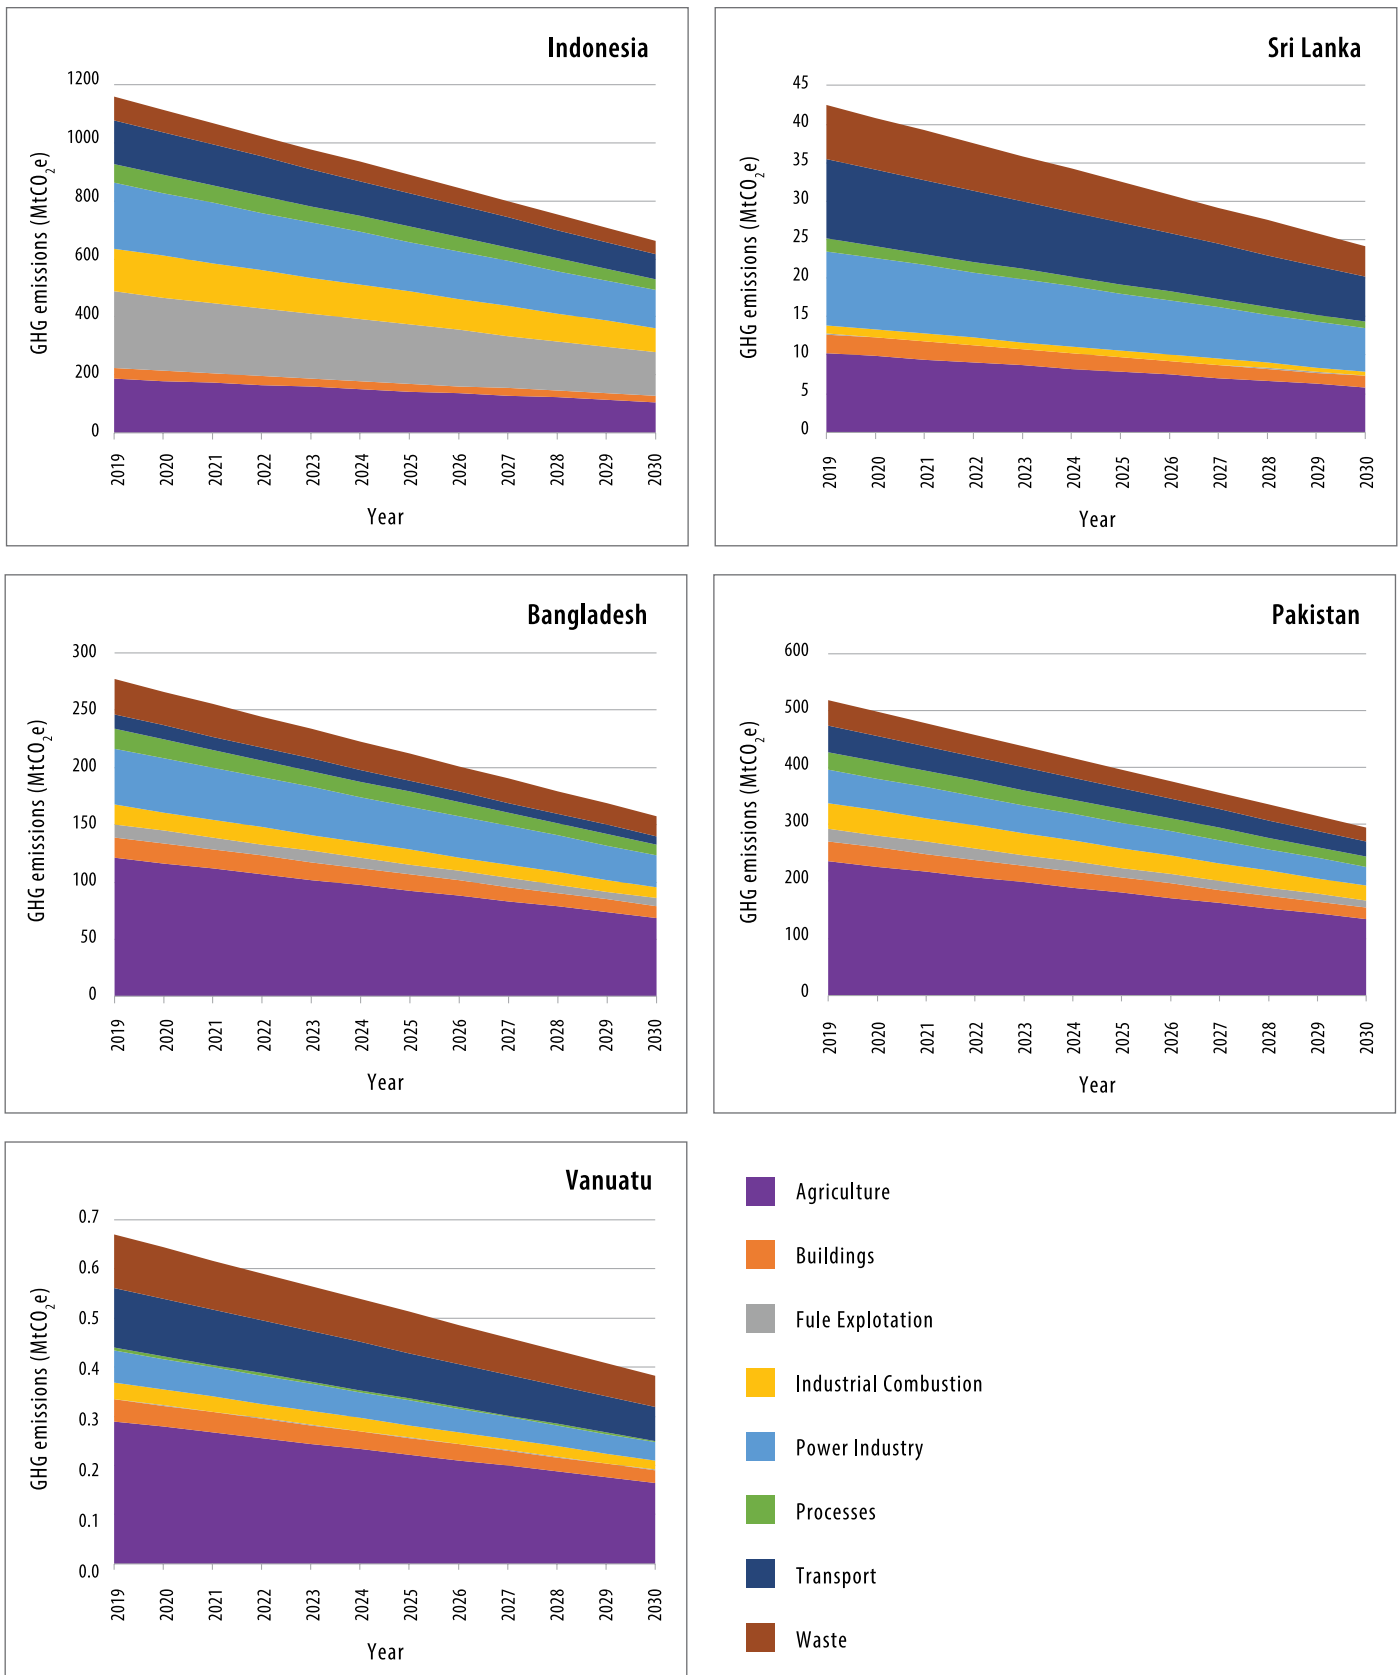 Indonesia
GHG emissions (MtCO₂e)
1200
1000
800
600
400
200
0
2019 2020 2021 2022 2023 2024 2025 2026 2027 2028 2029 2030
Year
Sri Lanka
GHG emissions (MtCO₂e)
45
40
35
30
25
20
15
10
5
0
2019 2020 2021 2022 2023 2024 2025 2026 2027 2028 2029 2030
Year
Bangladesh
GHG emissions (MtCO₂e)
300
250
200
150
100
50
0
2019 2020 2021 2022 2023 2024 2025 2026 2027 2028 2029 2030
Year
Pakistan
GHG emissions (MtCO₂e)
600
500
400
300
200
100
0
2019 2020 2021 2022 2023 2024 2025 2026 2027 2028 2029 2030
Year
Vanuatu
GHG emissions (MtCO₂e)
0.7
0.6
0.5
0.4
0.3
0.2
0.1
0.0
2019 2020 2021 2022 2023 2024 2025 2026 2027 2028 2029 2030
Year
Agriculture
Buildings
Fule Explotation
Industrial Combustion
Power Industry
Processes
Transport
Waste